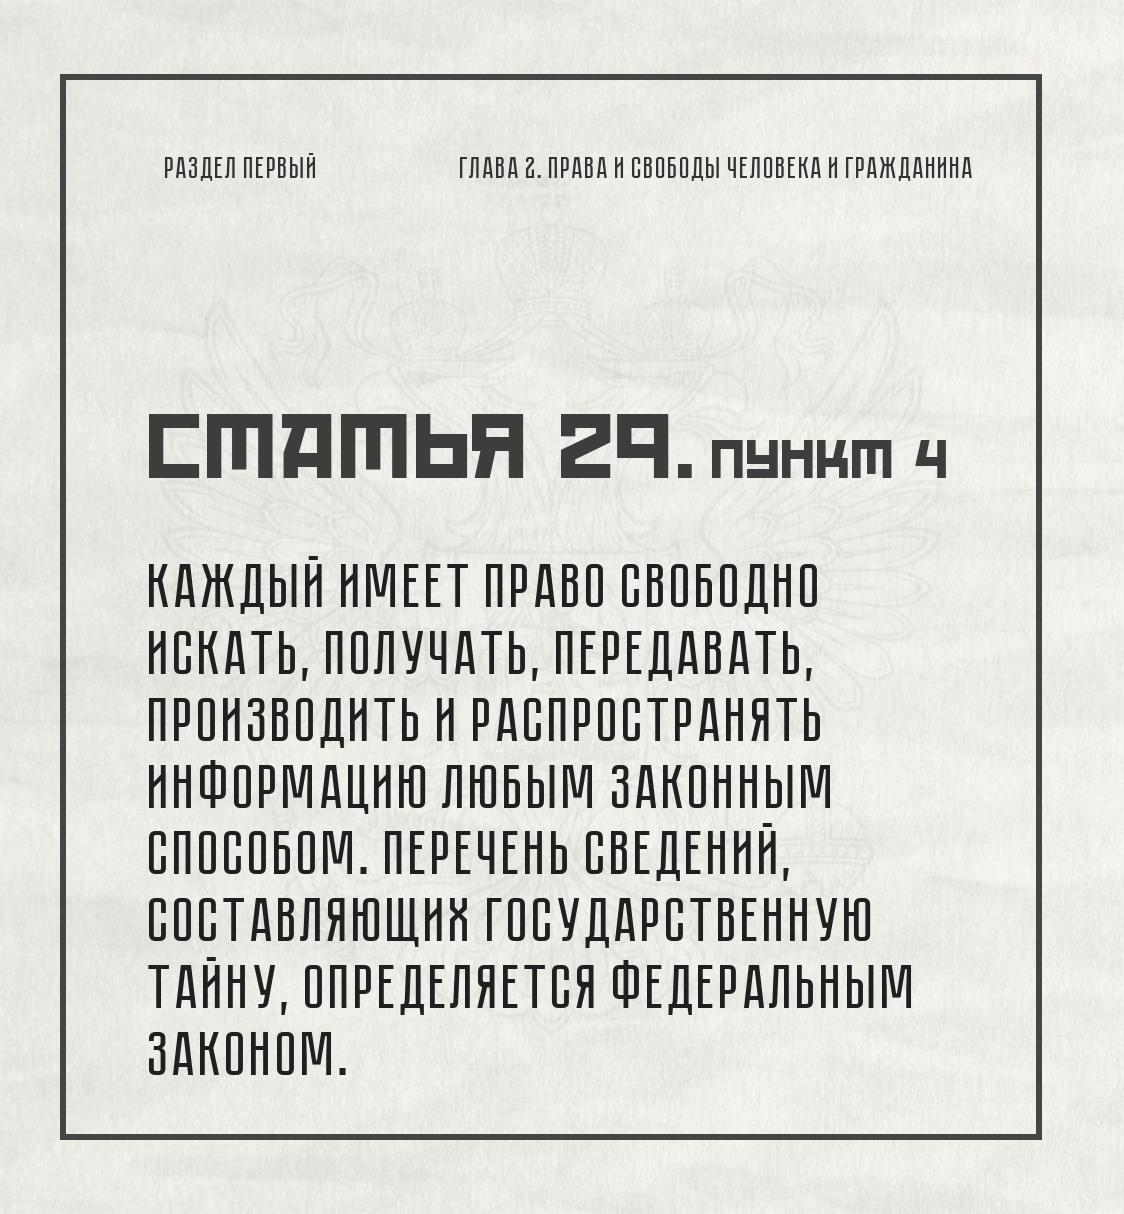 РАЗДЕЛ ПЕРВЫЙ
ГЛАВА 2. ПРАВА И СВОБОДЫ ЧЕЛОВЕКА И ГРАЖДАНИНА
СТАТЬЯ 29. ПУНКТ 4
КАЖДЫЙ ИМЕЕТ ПРАВО СВОБОДНО
ИСКАТЬ, ПОЛУЧАТЬ, ПЕРЕДАВАТЬ,
ПРОИЗВОДИТЬ И РАСПРОСТРАНЯТЬ
ИНФОРМАЦИЮ ЛЮБЫМ ЗАКОННЫМ
СПОСОБОМ. ПЕРЕЧЕНЬ СВЕДЕНИЙ,
СОСТАВЛЯЮЩИХ ГОСУДАРСТВЕННУЮ
ТАЙНУ, ОПРЕДЕЛЯЕТСЯ ФЕДЕРАЛЬНЫМ
ЗАКОНОМ.